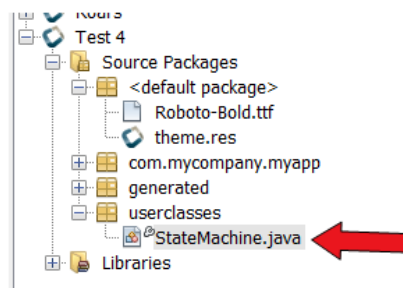 Roars
Test 4
Source Packages
<default package>
Roboto-Bold.ttf
theme.res
com.mycompany.myapp
generated
userclasses
StateMachine.java
Libraries